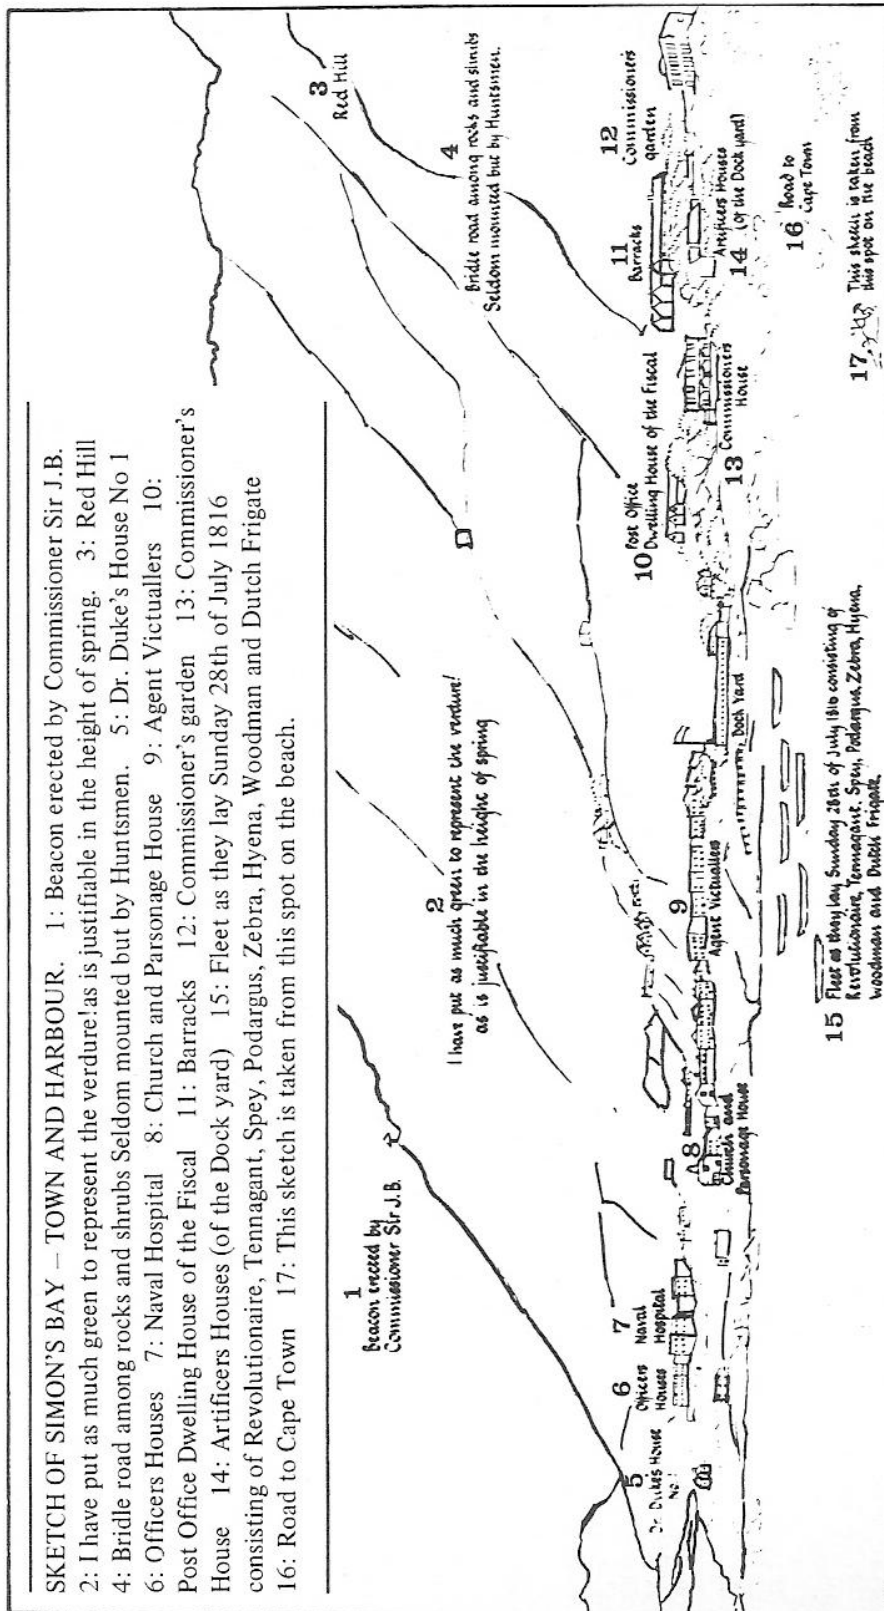 SKETCH OF SIMON'S BAY – TOWN AND HARBOUR. 1: Beacon erected by Commissioner Sir J.B.
2: I have put as much green to represent the verdure! as is justifiable in the height of spring. 3: Red Hill
4: Bridle road among rocks and shrubs Seldom mounted but by Huntsmen. 5: Dr. Duke's House No 1
6: Officers Houses 7: Naval Hospital 8: Church and Parsonage House 9: Agent Victuallers 10:
Post Office Dwelling House of the Fiscal 11: Barracks 12: Commissioner's garden 13: Commissioner's
House 14: Artificers Houses (of the Dock yard) 15: Fleet as they lay Sunday 28th of July 1816
consisting of Revolutionaire, Tennagant, Spey, Podargus, Zebra, Hyena, Woodman and Dutch Frigate
16: Road to Cape Town 17: This sketch is taken from this spot on the beach.
1
Beacon erected by
Commissioner Sir J.B.
2
I have put as much green to represent the verdure!
as is justifiable in the height of spring
3
Red Hill
4
Bridle road among rocks and shrubs
Seldom mounted but by Huntsmen.
5
Dr. Dukes House
No 1
6
Officers
Houses
7
Naval
Hospital
8
Church and
Parsonage House
9
Agent Victuallers
Dock Yard
10 Post Office
Dwelling House of the Fiscal
11
Barracks
12
Commissioners
garden
13 Commissioners
House
Artificers Houses
14 (of the Dock yard)
15 Fleet as they lay Sunday 28th of July 1816 consisting of
Revolutionaire, Tennagant, Spey, Podargus, Zebra, Hyena,
Woodman and Dutch Frigate.
16 Road to
Cape Town
17 This sketch is taken from
this spot on the beach